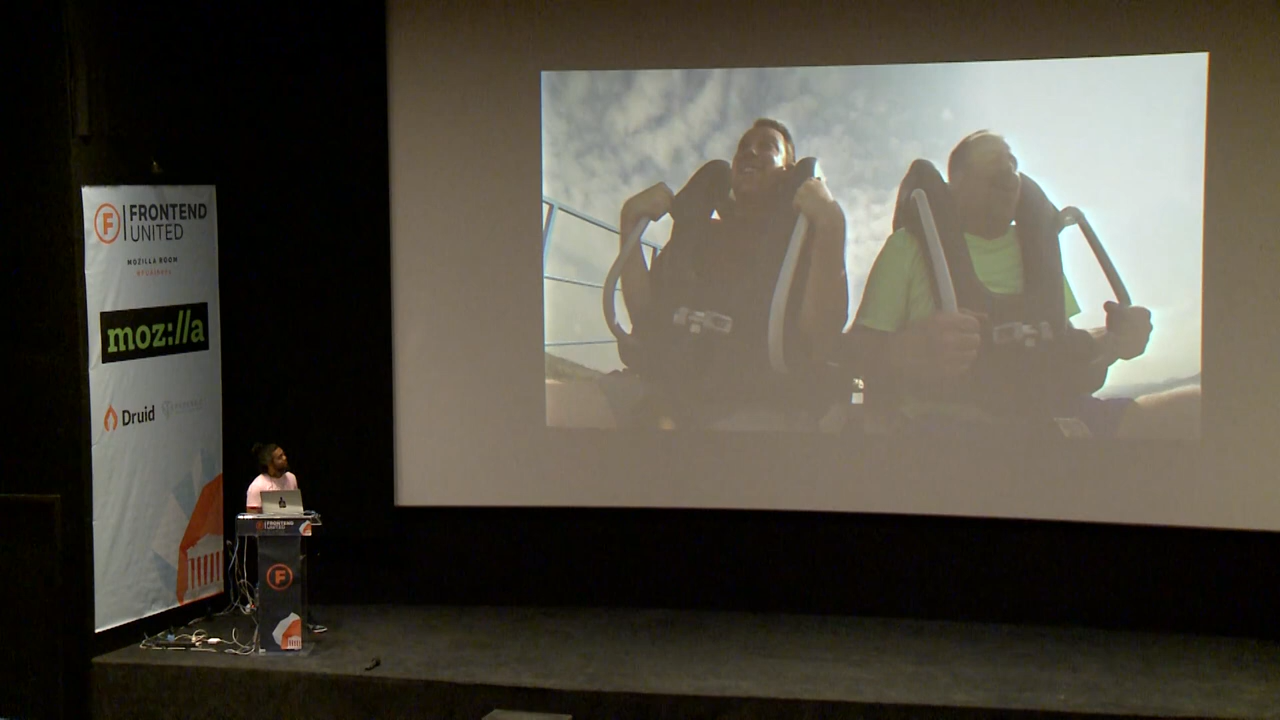 FRONTEND
UNITED
MOZILLA ROOM
moz://a
Druid
FRONTEND
UNITED